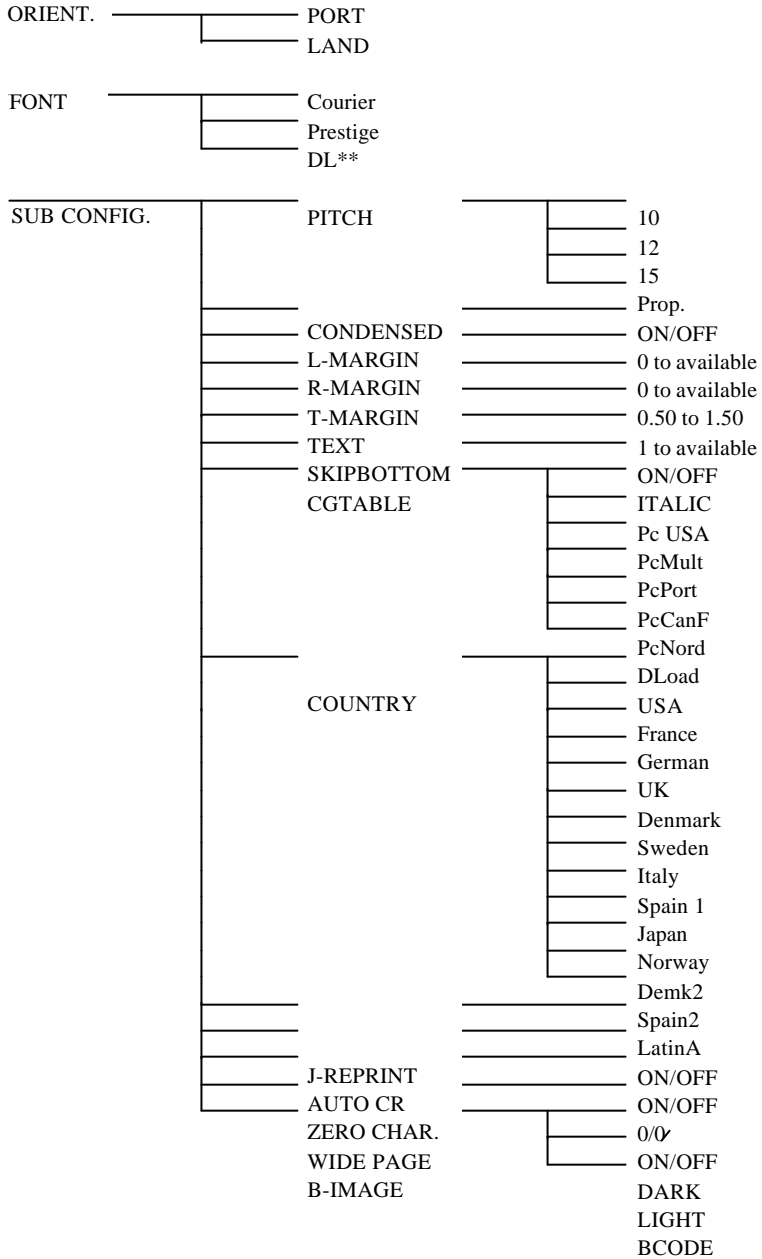 ORIENT. PORT
LAND
FONT Courier
Prestige
DL**
SUB CONFIG. PITCH 10
12
15
Prop.
CONDENSED ON/OFF
L-MARGIN 0 to available
R-MARGIN 0 to available
T-MARGIN 0.50 to 1.50
TEXT 1 to available
SKIPBOTTOM ON/OFF
CGTABLE ITALIC
Pc USA
PcMult
PcPort
PcCanF
PcNord
DLoad
COUNTRY USA
France
German
UK
Denmark
Sweden
Italy
Spain 1
Japan
Norway
Demk2
Spain2
LatinA
J-REPRINT ON/OFF
AUTO CR ON/OFF
ZERO CHAR. 0/0̸
WIDE PAGE ON/OFF
B-IMAGE DARK
LIGHT
BCODE